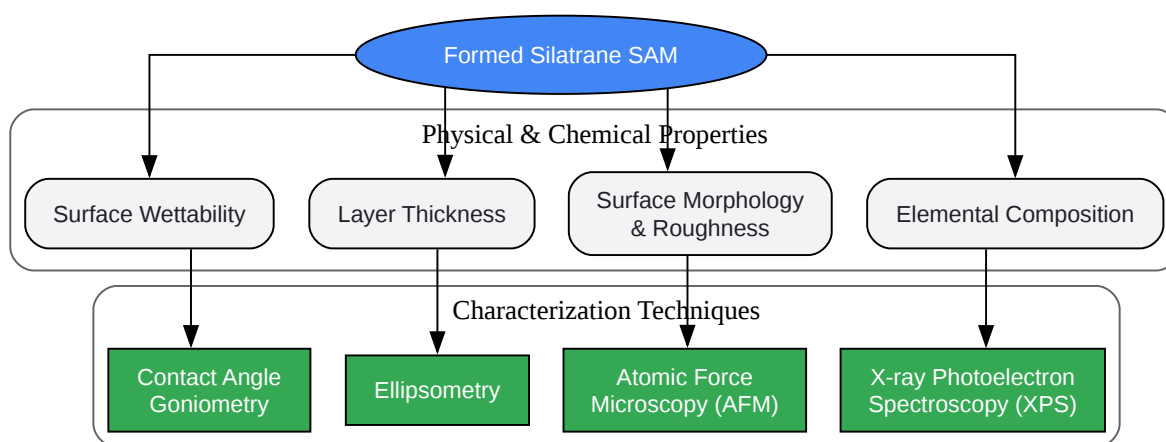 Formed Silatrane SAM
Physical & Chemical Properties
Surface Wettability
Layer Thickness
Surface Morphology
& Roughness
Elemental Composition
Characterization Techniques
Contact Angle
Goniometry
Ellipsometry
Atomic Force
Microscopy (AFM)
X-ray Photoelectron
Spectroscopy (XPS)